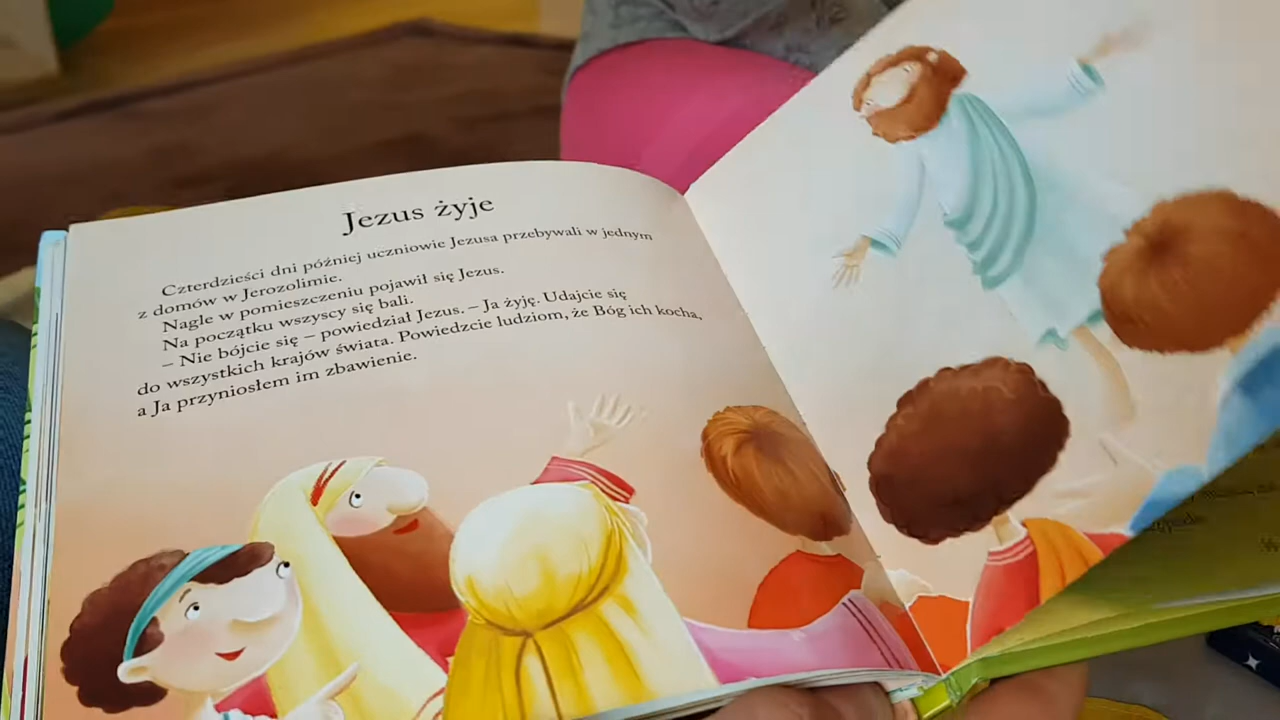 Jezus żyje
Czterdzieści dni później uczniowie Jezusa przebywali w jednym
z domów w Jerozolimie.
Nagle w pomieszczeniu pojawił się Jezus.
Na początku wszyscy się bali.
– Nie bójcie się – powiedział Jezus. – Ja żyję. Udajcie się
do wszystkich krajów świata. Powiedzcie ludziom, że Bóg ich kocha,
a Ja przyniosłem im zbawienie.